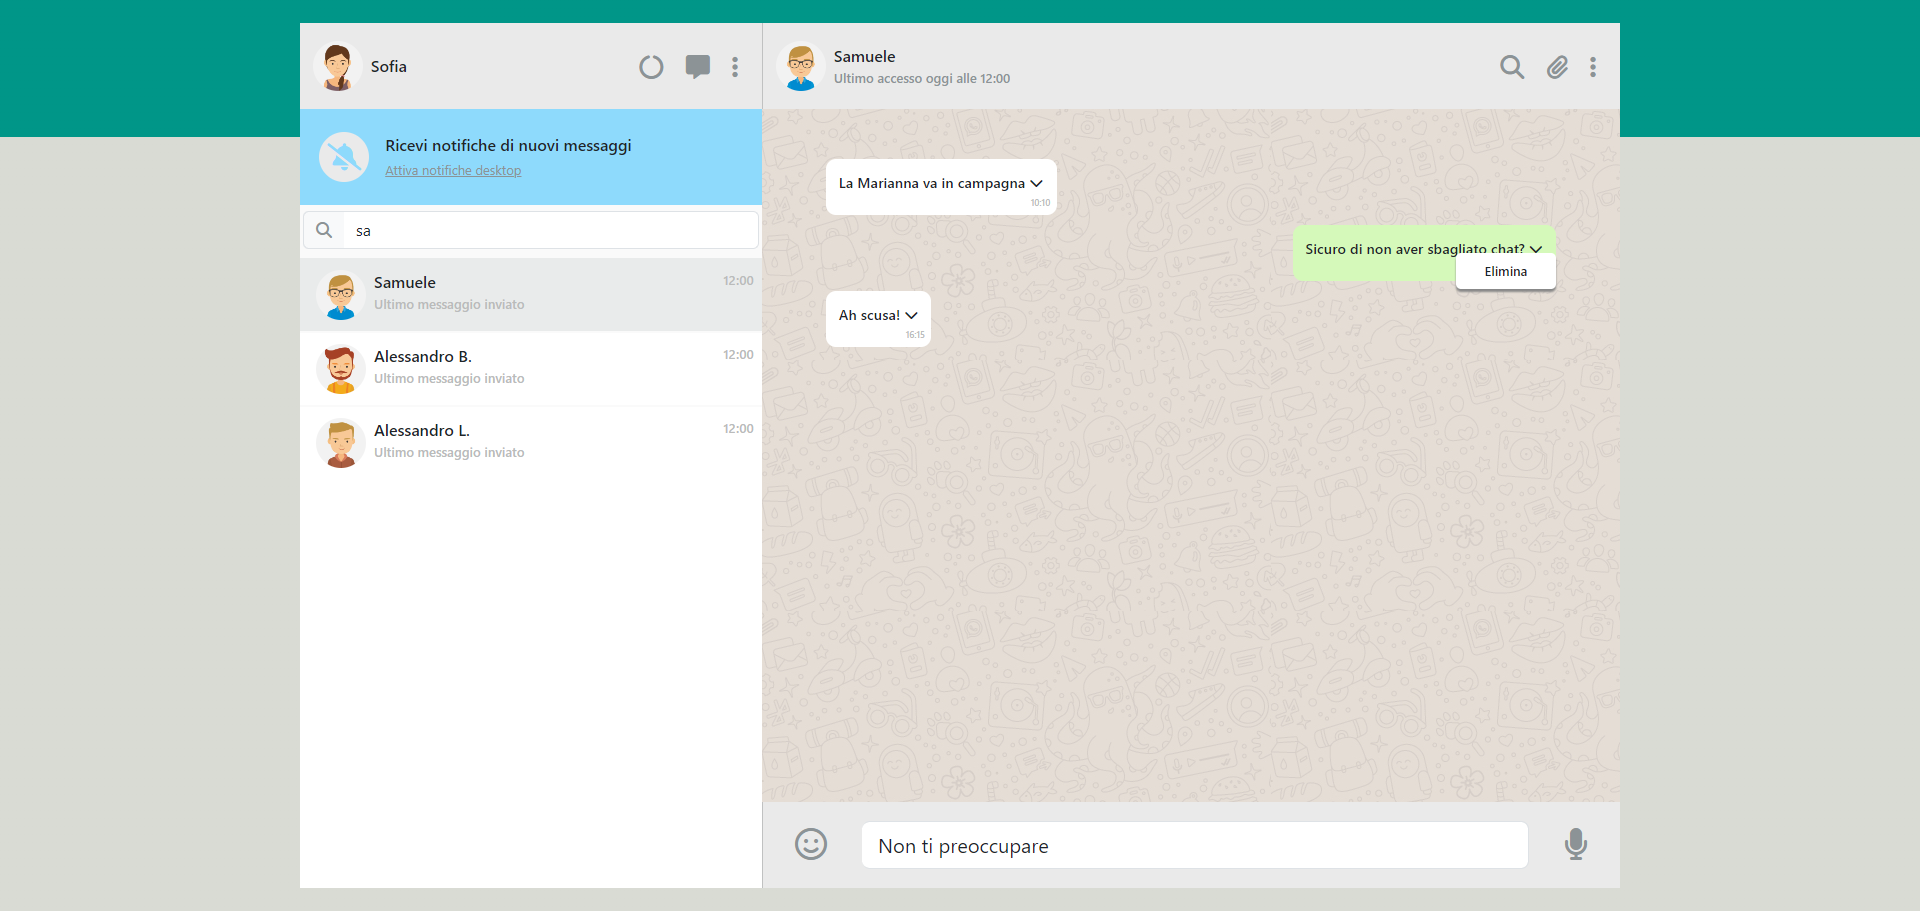 Sofia
Ricevi notifiche di nuovi messaggi
Attiva notifiche desktop
sa
Samuele
12:00
Ultimo messaggio inviato
Alessandro B.
12:00
Ultimo messaggio inviato
Alessandro L.
12:00
Ultimo messaggio inviato
Samuele
Ultimo accesso oggi alle 12:00
La Marianna va in campagna
10:10
Sicuro di non aver sbagliato chat?
Elimina
Ah scusa!
16:15
Non ti preoccupare